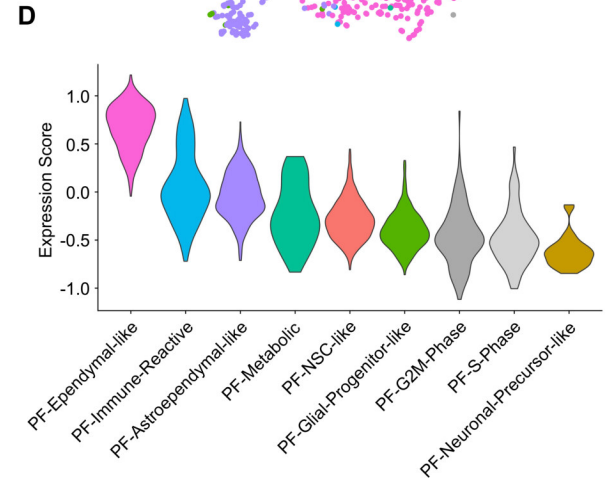 D
Expression Score
1.0
0.5
0.0
-0.5
-1.0
PF-Ependymal-like
PF-Immune-Reactive
PF-Astroependymal-like
PF-Metabolic
PF-NSC-like
PF-Glial-Progenitor-like
PF-G2M-Phase
PF-S-Phase
PF-Neuronal-Precursor-like